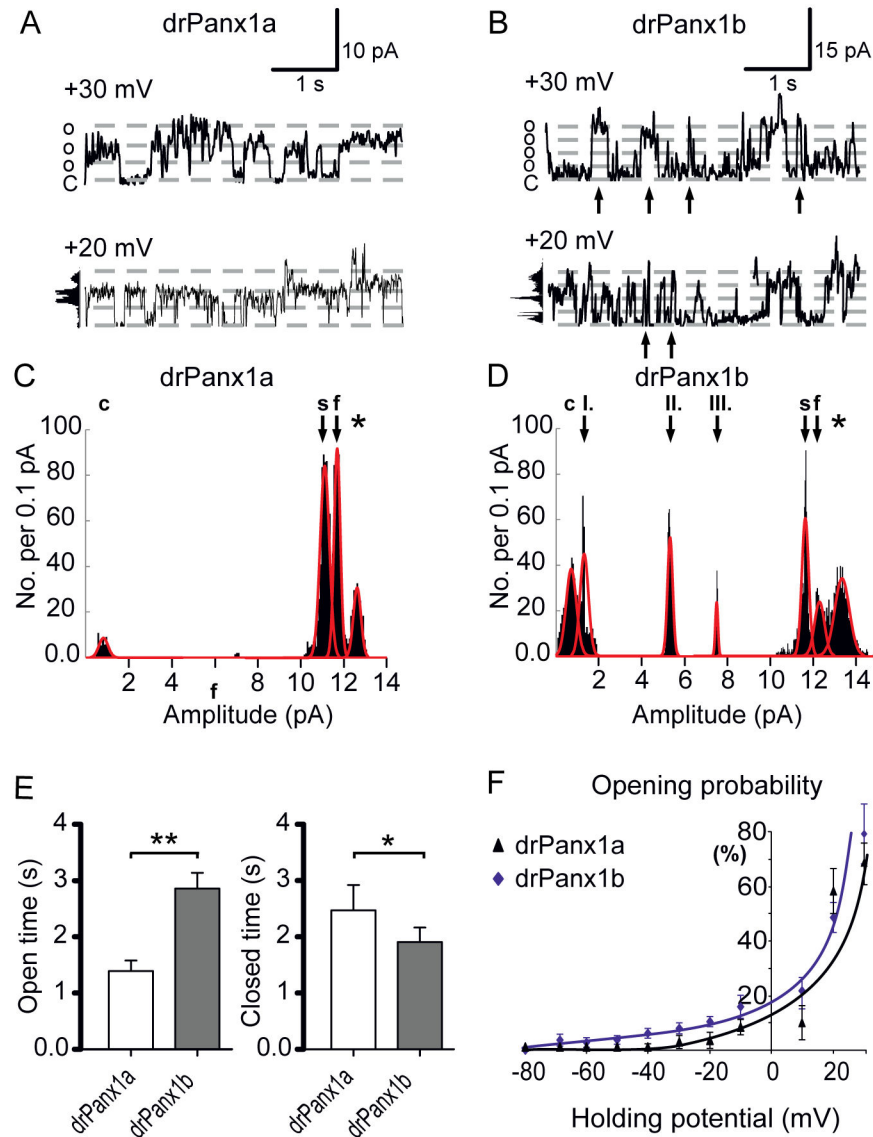 A drPanx1a
10 pA
1 s
+30 mV
o
o
o
o
C
+20 mV
B drPanx1b
15 pA
1 s
+30 mV
o
o
o
o
C
+20 mV
C drPanx1a
c s f *
No. per 0.1 pA
100
80
60
40
20
0.0
2 4 6 8 10 12 14
f
Amplitude (pA)
D drPanx1b
c I. II. III. s f *
No. per 0.1 pA
100
80
60
40
20
0.0
2 4 6 8 10 12 14
Amplitude (pA)
E
Open time (s)
4
3
2
1
0.0
**
drPanx1a
drPanx1b
Closed time (s)
4
3
2
1
0.0
*
drPanx1a
drPanx1b
F Opening probability
drPanx1a
drPanx1b
(%)
80
60
40
20
-80 -60 -40 -20 0 20
Holding potential (mV)